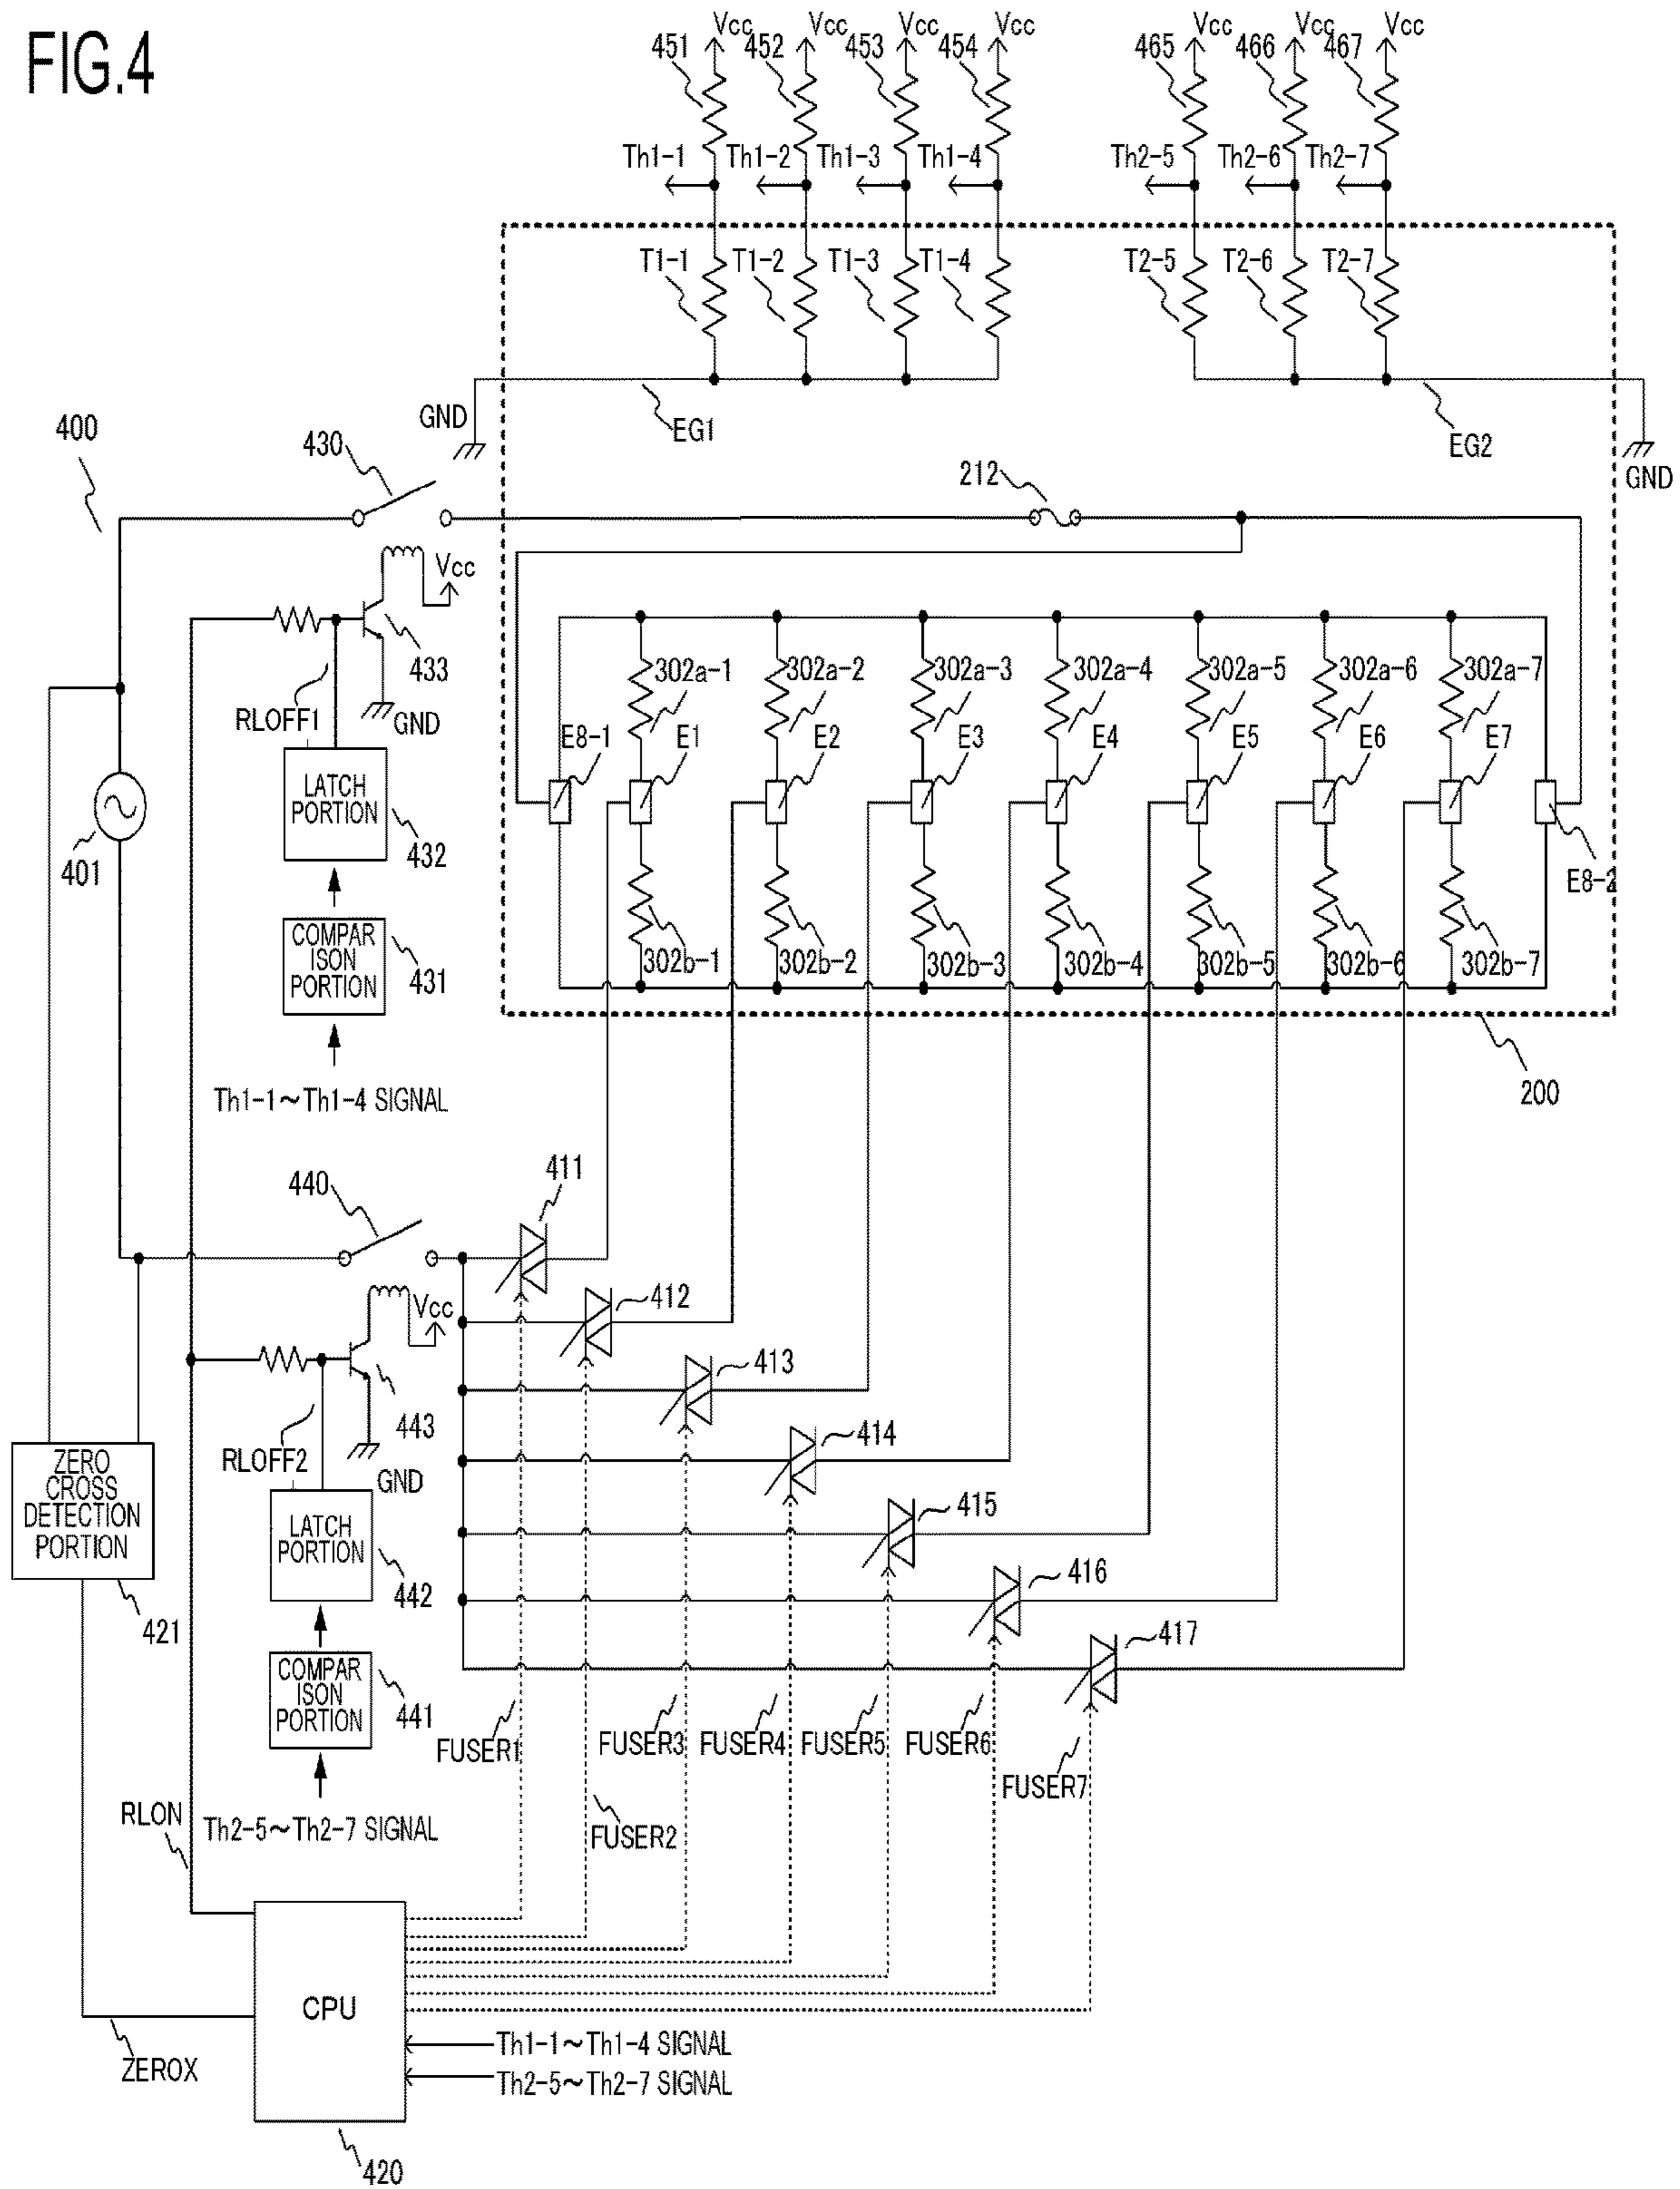 FIG.4
Vcc Vcc Vcc Vcc Vcc Vcc Vcc
451 452 453 454 465 466 467
Th1-1 Th1-2 Th1-3 Th1-4 Th2-5 Th2-6 Th2-7
T1-1 T1-2 T1-3 T1-4 T2-5 T2-6 T2-7
GND EG1 EG2 GND
400 430 212
Vcc
433
RLOFF1 GND
302a-1 302a-2 302a-3 302a-4 302a-5 302a-6 302a-7
E8-1 E1 E2 E3 E4 E5 E6 E7
LATCH
PORTION
432
401
E8-2
COMPAR
ISON
PORTION
431
302b-1 302b-2 302b-3 302b-4 302b-5 302b-6 302b-7
200
Th1-1~Th1-4 SIGNAL
440 411
412
Vcc
413
443
RLOFF2 GND
414
ZERO
CROSS
DETECTION
PORTION
421
LATCH
PORTION
442
415
416
417
COMPAR
ISON
PORTION
441
FUSER1 FUSER3 FUSER4 FUSER5 FUSER6
FUSER7
RLON
Th2-5~Th2-7 SIGNAL
FUSER2
CPU
Th1-1~Th1-4 SIGNAL
ZEROX
Th2-5~Th2-7 SIGNAL
420